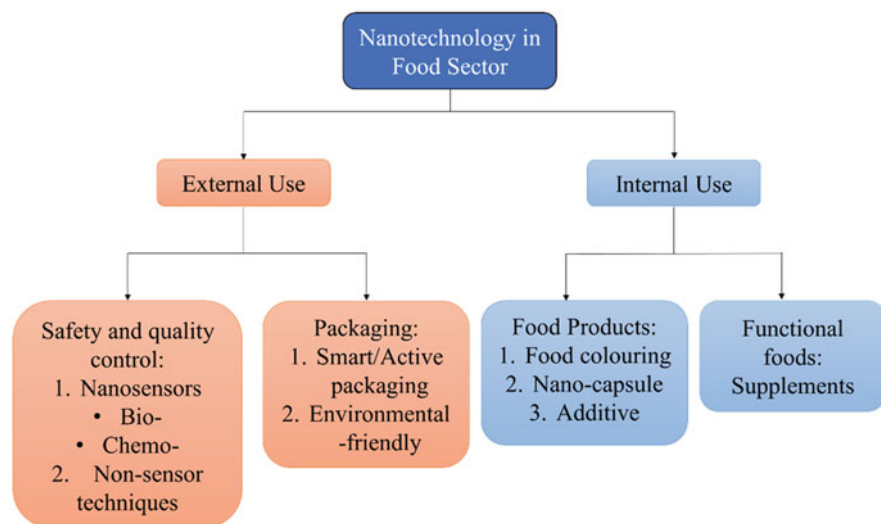 Nanotechnology in
Food Sector
External Use
Internal Use
Safety and quality
control:
1. Nanosensors
• Bio-
• Chemo-
2. Non-sensor
techniques
Packaging:
1. Smart/Active
packaging
2. Environmental
-friendly
Food Products:
1. Food colouring
2. Nano-capsule
3. Additive
Functional
foods:
Supplements